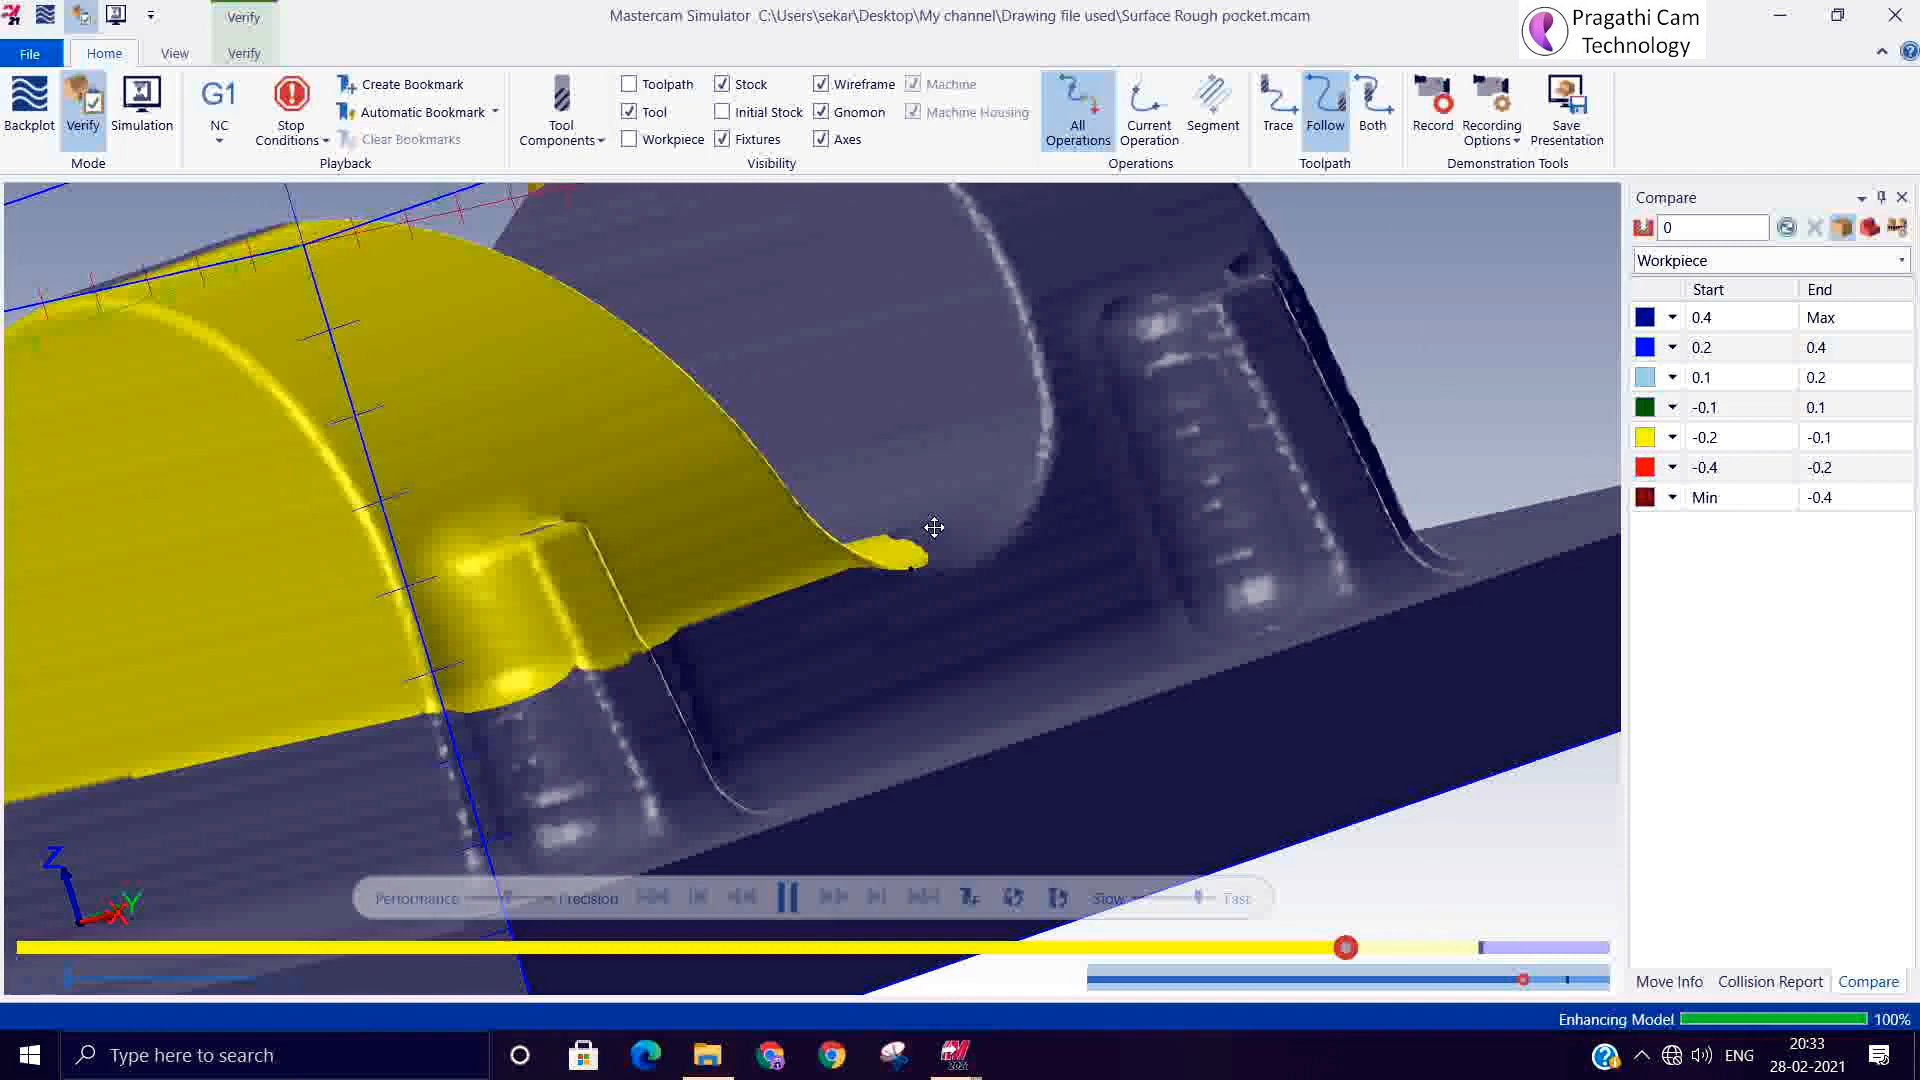 Verify
Mastercam Simulator C:\Users\sekar\Desktop\My channel\Drawing file used\Surface Rough pocket.mcam
Pragathi Cam
Technology
File
Home
View
Verify
Backplot
Verify
Simulation
Mode
G1
NC
Stop
Conditions
Create Bookmark
Automatic Bookmark
Clear Bookmarks
Playback
Tool
Components
Toolpath
Tool
Workpiece
Stock
Initial Stock
Fixtures
Wireframe
Gnomon
Axes
Machine
Machine Housing
Visibility
All
Operations
Current
Operation
Segment
Operations
Trace
Follow
Both
Toolpath
Record
Recording
Options
Save
Presentation
Demonstration Tools
Compare
0
Workpiece
Start End
0.4 Max
0.2 0.4
0.1 0.2
-0.1 0.1
-0.2 -0.1
-0.4 -0.2
Min -0.4
Z
X
Y
Performance Precision
Slow Fast
Move Info Collision Report Compare
Enhancing Model 100%
Type here to search
2021
ENG
20:33
28-02-2021